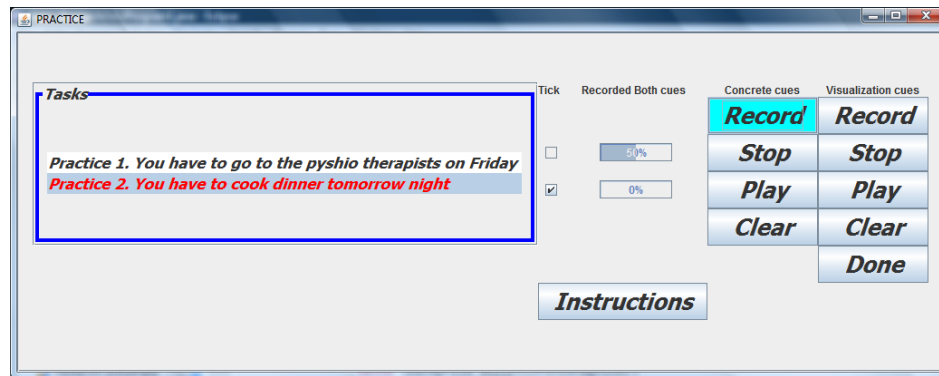 PRACTICE
Tasks
Tick Recorded Both cues Concrete cues Visualization cues
Record Record
Practice 1. You have to go to the pyshio therapists on Friday 50% Stop Stop
Practice 2. You have to cook dinner tomorrow night 0% Play Play
Clear Clear
Done
Instructions